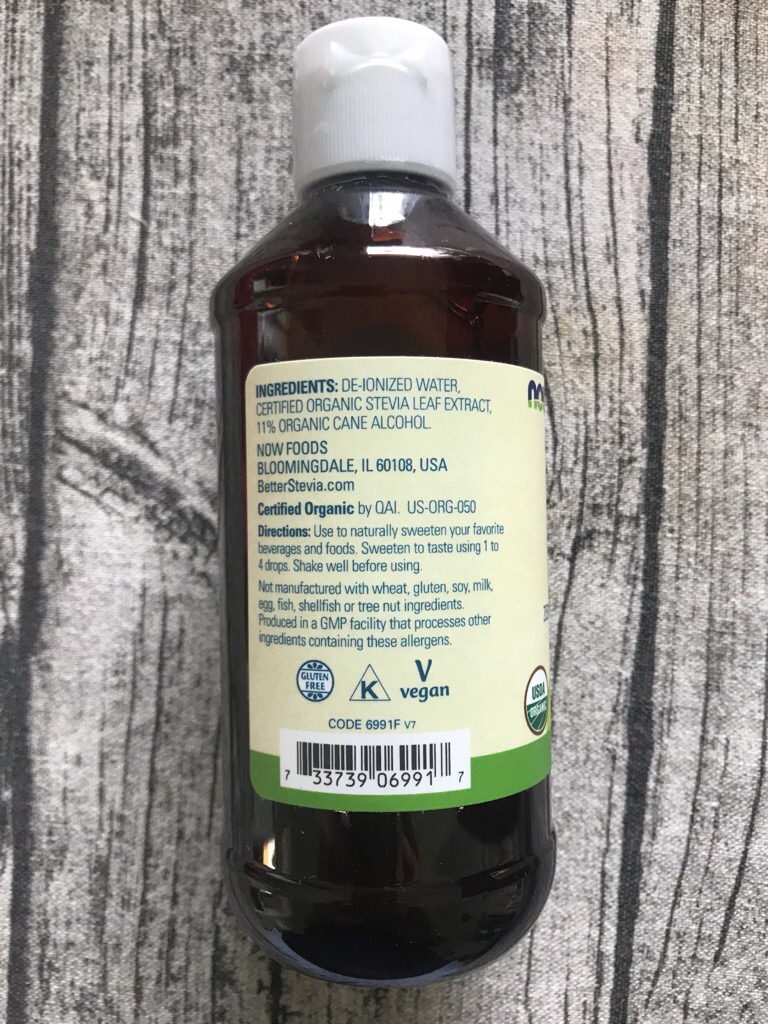 INGREDIENTS: DE-IONIZED WATER,
CERTIFIED ORGANIC STEVIA LEAF EXTRACT,
11% ORGANIC CANE ALCOHOL.
NOW FOODS
BLOOMINGDALE, IL 60108, USA
BetterStevia.com
Certified Organic by QAI. US-ORG-050
Directions: Use to naturally sweeten your favorite
beverages and foods. Sweeten to taste using 1 to
4 drops. Shake well before using.
Not manufactured with wheat, gluten, soy, milk,
egg, fish, shellfish or tree nut ingredients.
Produced in a GMP facility that processes other
ingredients containing these allergens.
GLUTEN
FREE
K
V
vegan
USDA
ORGANIC
CODE 6991F V7
7 33739 06991 7